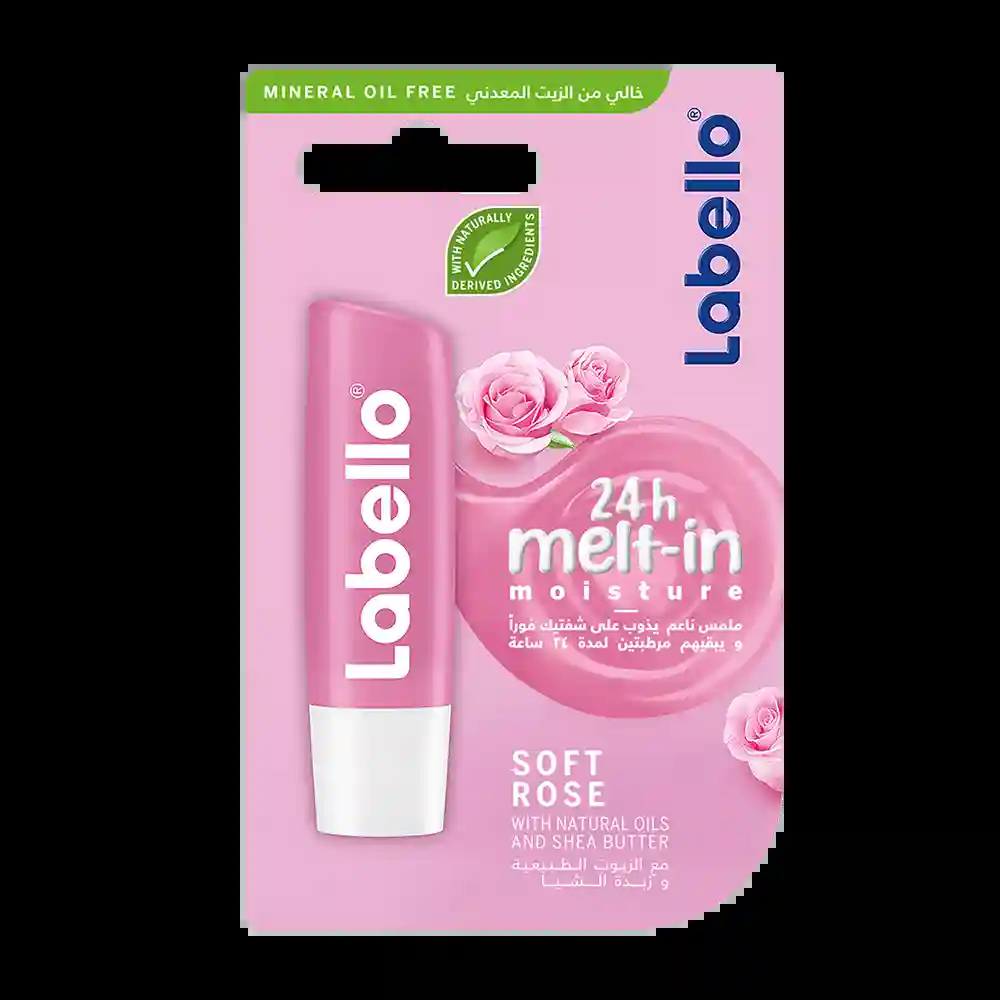 MINERAL OIL FREE خالي من الزيت المعدني
Labello®
WITH NATURALLY
DERIVED INGREDIENTS
Labello®
24h
melt-in
moisture
ملمس ناعم يذوب على شفتيك فوراً
و يبقيهم مرطبتين لمدة ٢٤ ساعة
SOFT
ROSE
WITH NATURAL OILS
AND SHEA BUTTER
مع الزيوت الطبيعية
و زبدة الشيا